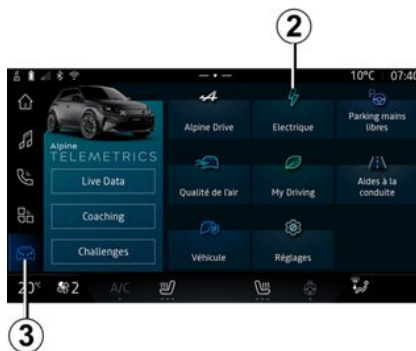 2
10°C 07:40
Alpine
TELEMETRICS
Live Data
Coaching
Challenges
Alpine Drive
Electrique
Parking mains
libres
Qualité de l'air
My Driving
Aides à la
conduite
Véhicule
Réglages
20°C
2
A/C
3